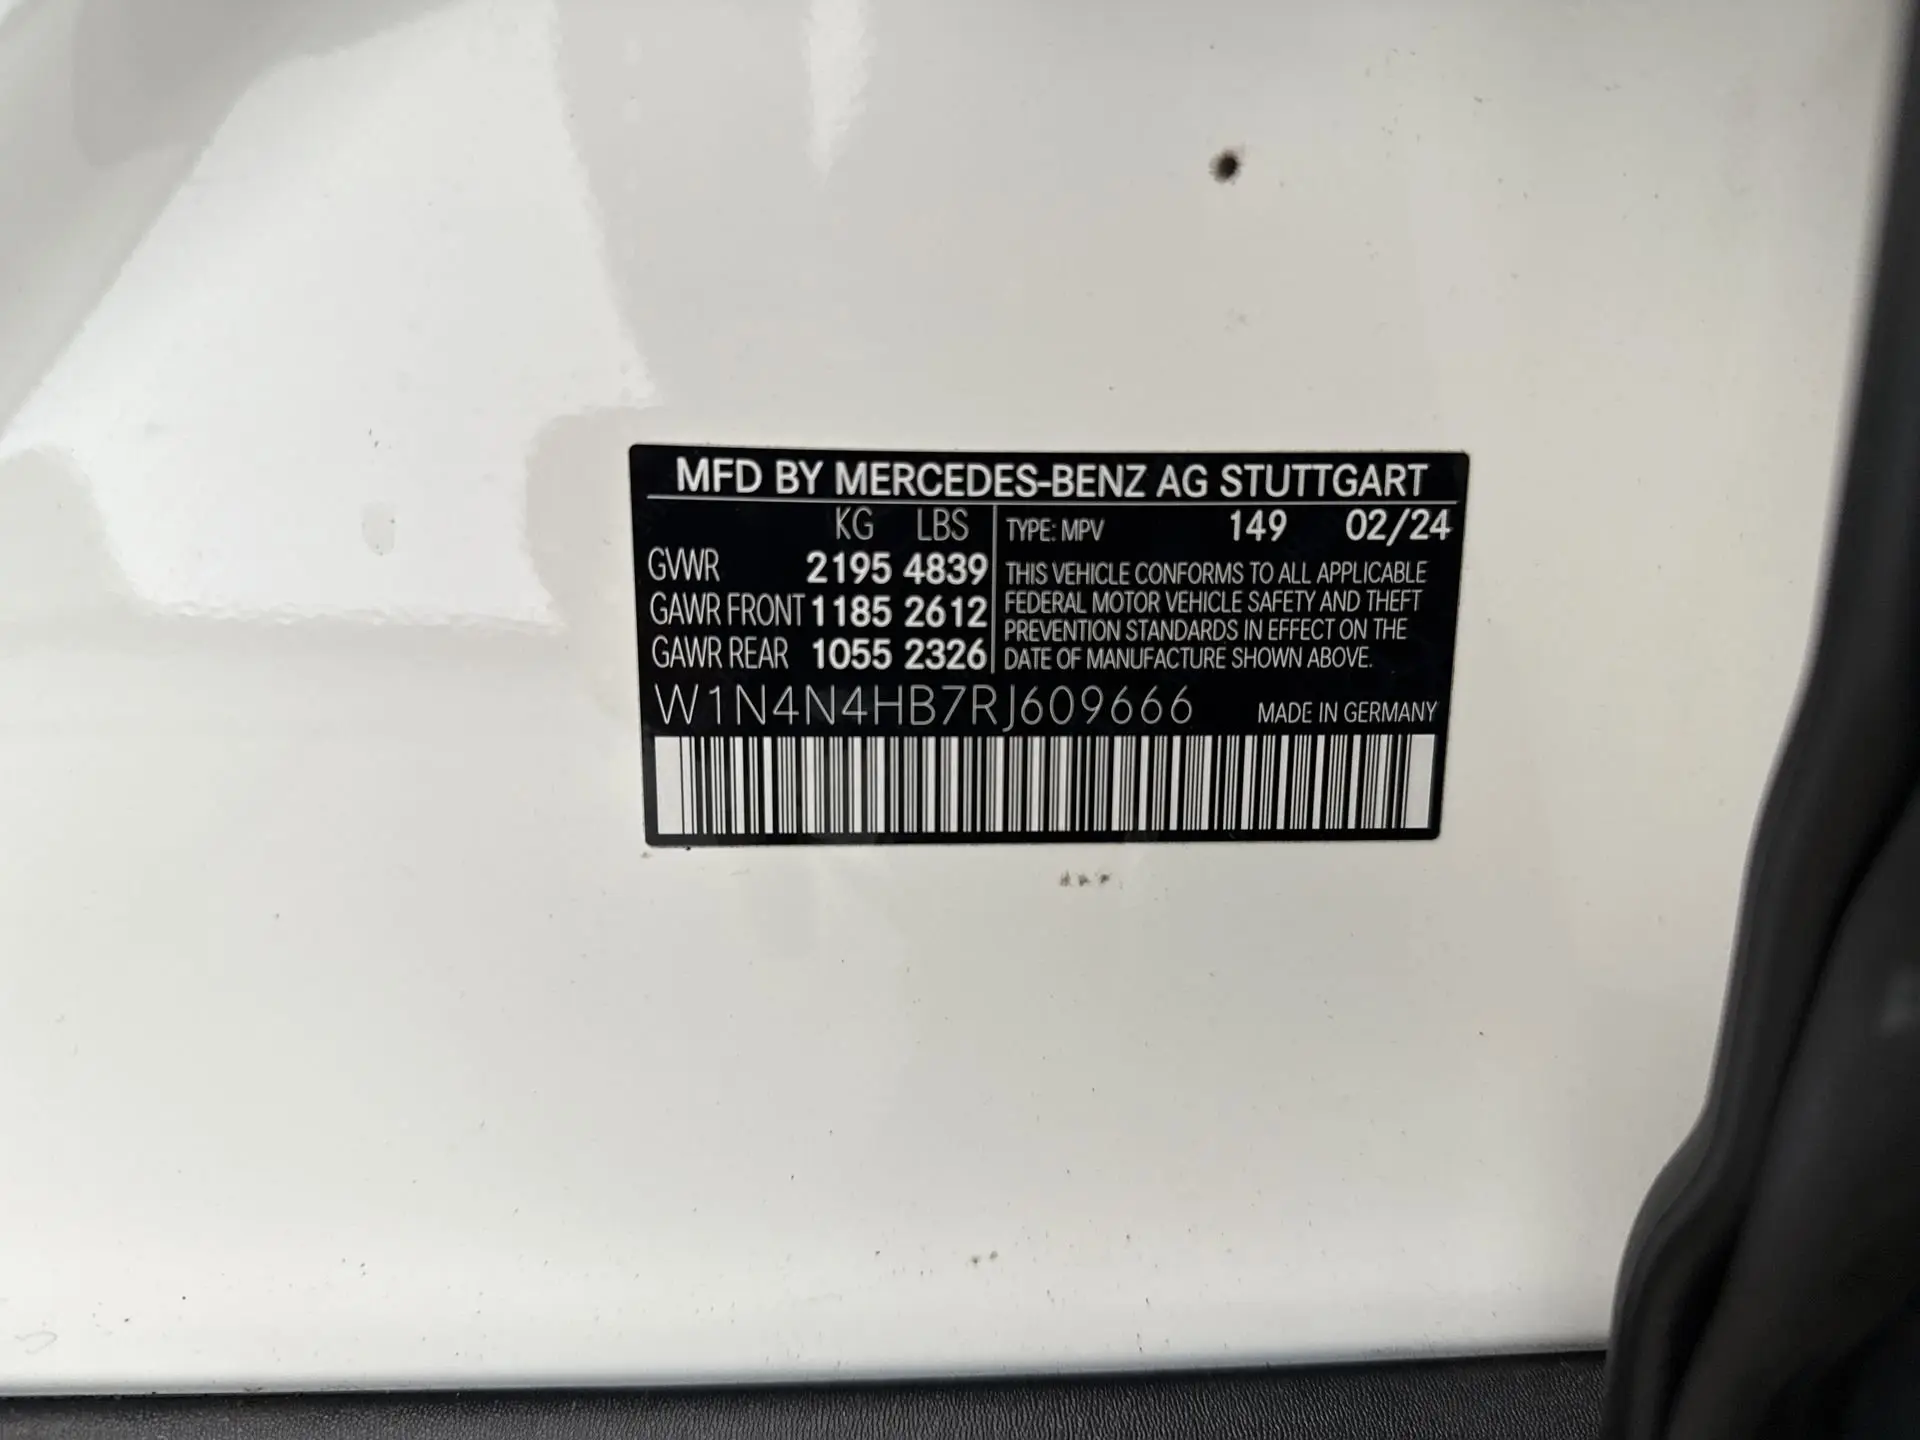 MFD BY MERCEDES-BENZ AG STUTTGART
KG LBS
GVWR 2195 4839
GAWR FRONT 1185 2612
GAWR REAR 1055 2326
TYPE: MPV 149 02/24
THIS VEHICLE CONFORMS TO ALL APPLICABLE
FEDERAL MOTOR VEHICLE SAFETY AND THEFT
PREVENTION STANDARDS IN EFFECT ON THE
DATE OF MANUFACTURE SHOWN ABOVE.
W1N4N4HB7RJ609666 MADE IN GERMANY